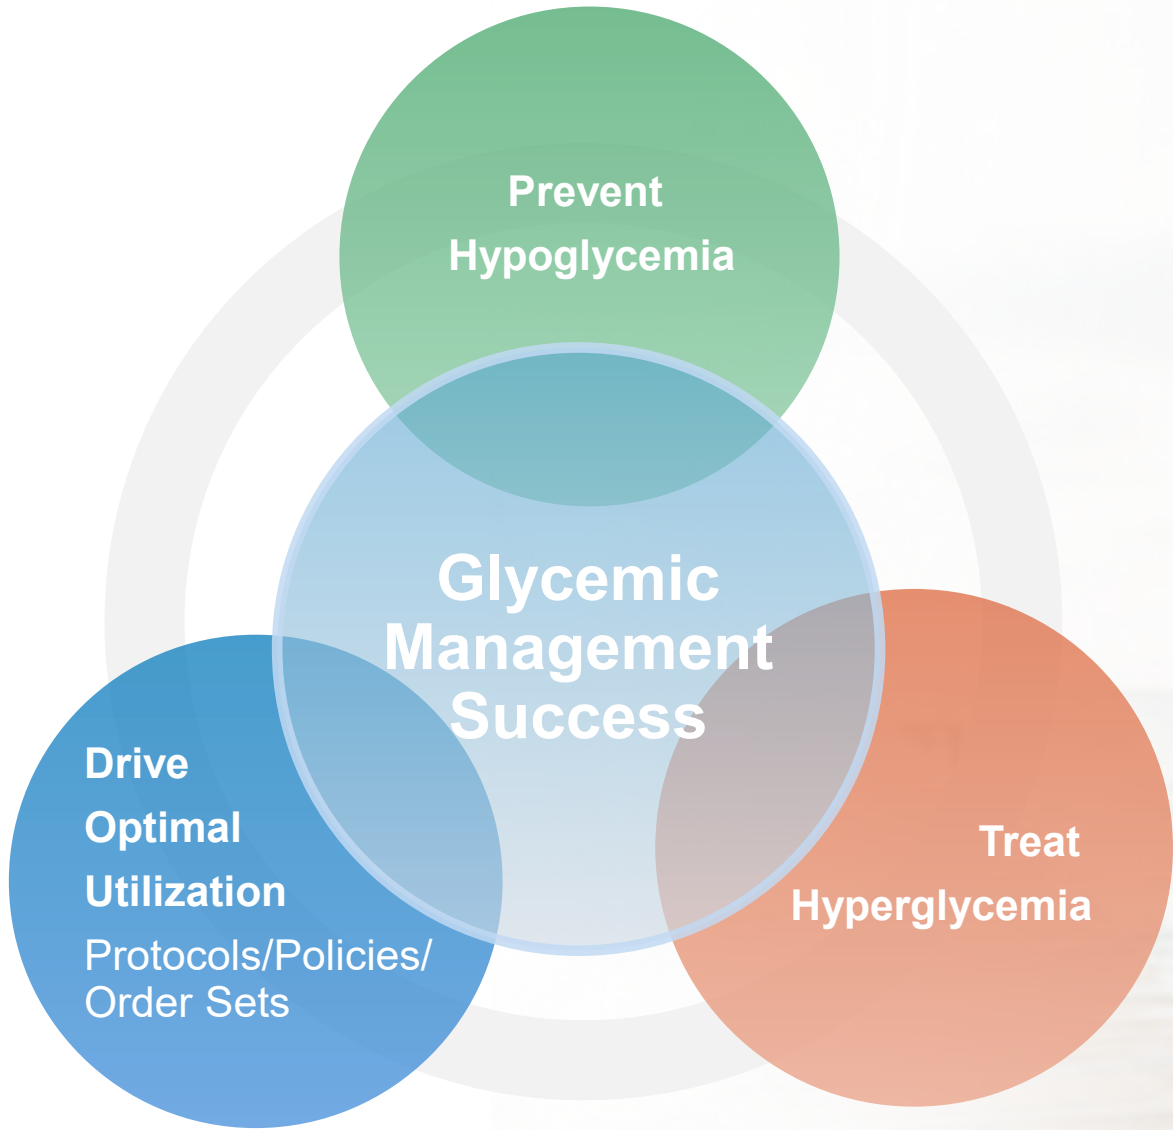 Prevent
Hypoglycemia
Glycemic
Management
Success
Drive
Optimal
Utilization
Protocols/Policies/
Order Sets
Treat
Hyperglycemia